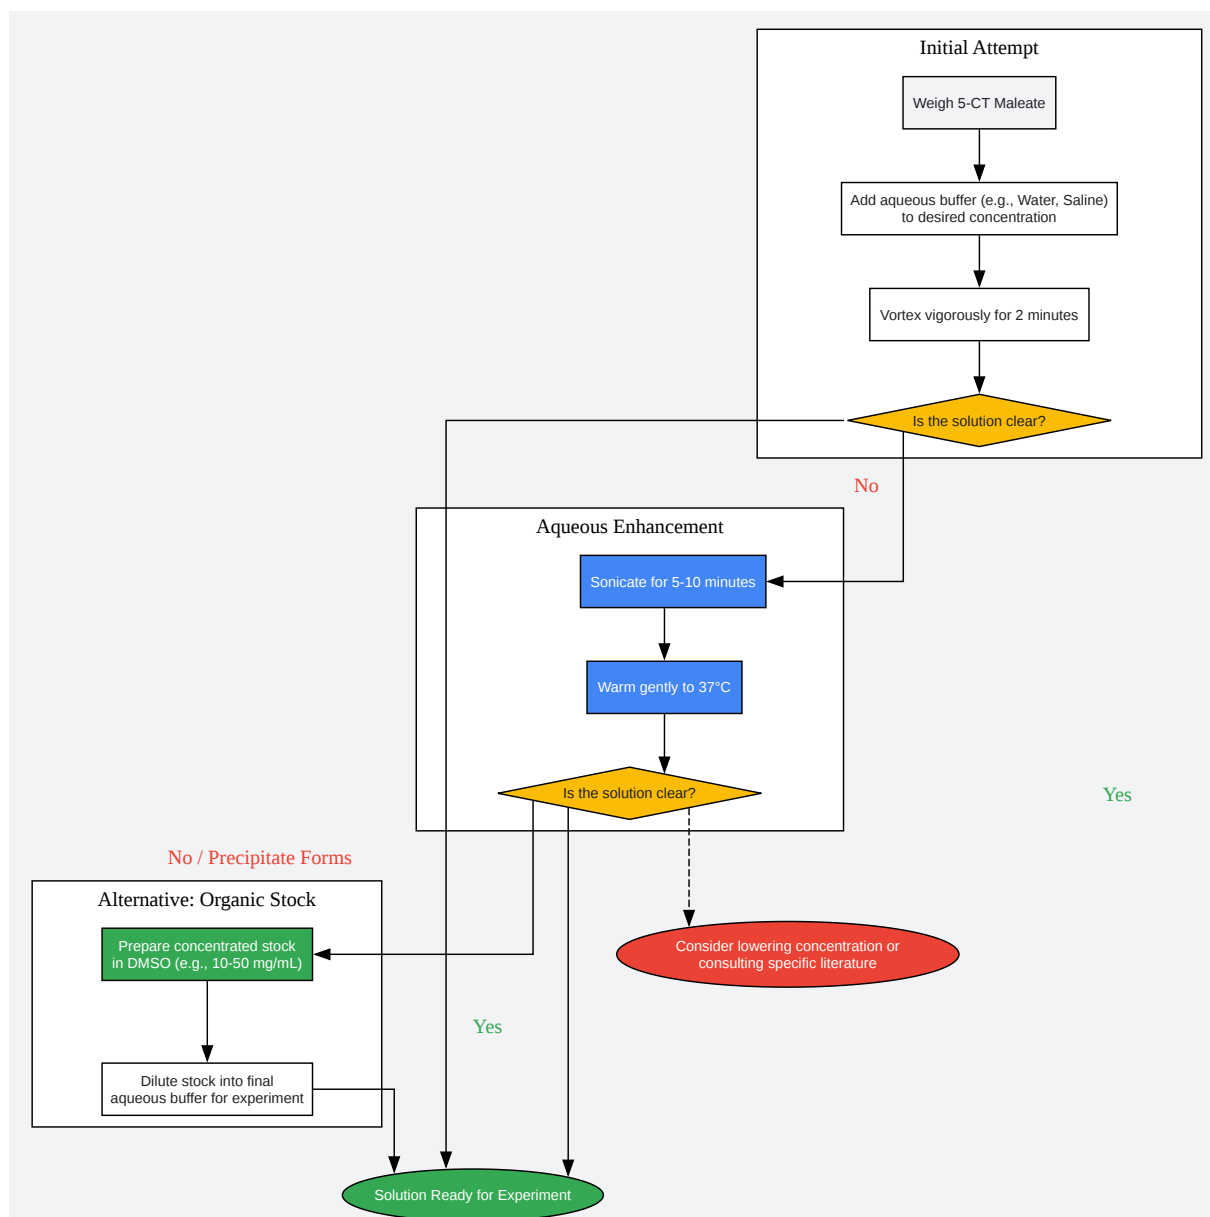 Initial Attempt
Weigh 5-CT Maleate
Add aqueous buffer (e.g., Water, Saline)
to desired concentration
Vortex vigorously for 2 minutes
Is the solution clear?
No
Aqueous Enhancement
Sonicate for 5-10 minutes
Warm gently to 37°C
Is the solution clear?
Yes
No / Precipitate Forms
Alternative: Organic Stock
Prepare concentrated stock
in DMSO (e.g., 10-50 mg/mL)
Consider lowering concentration or
consulting specific literature
Yes
Dilute stock into final
aqueous buffer for experiment
Solution Ready for Experiment